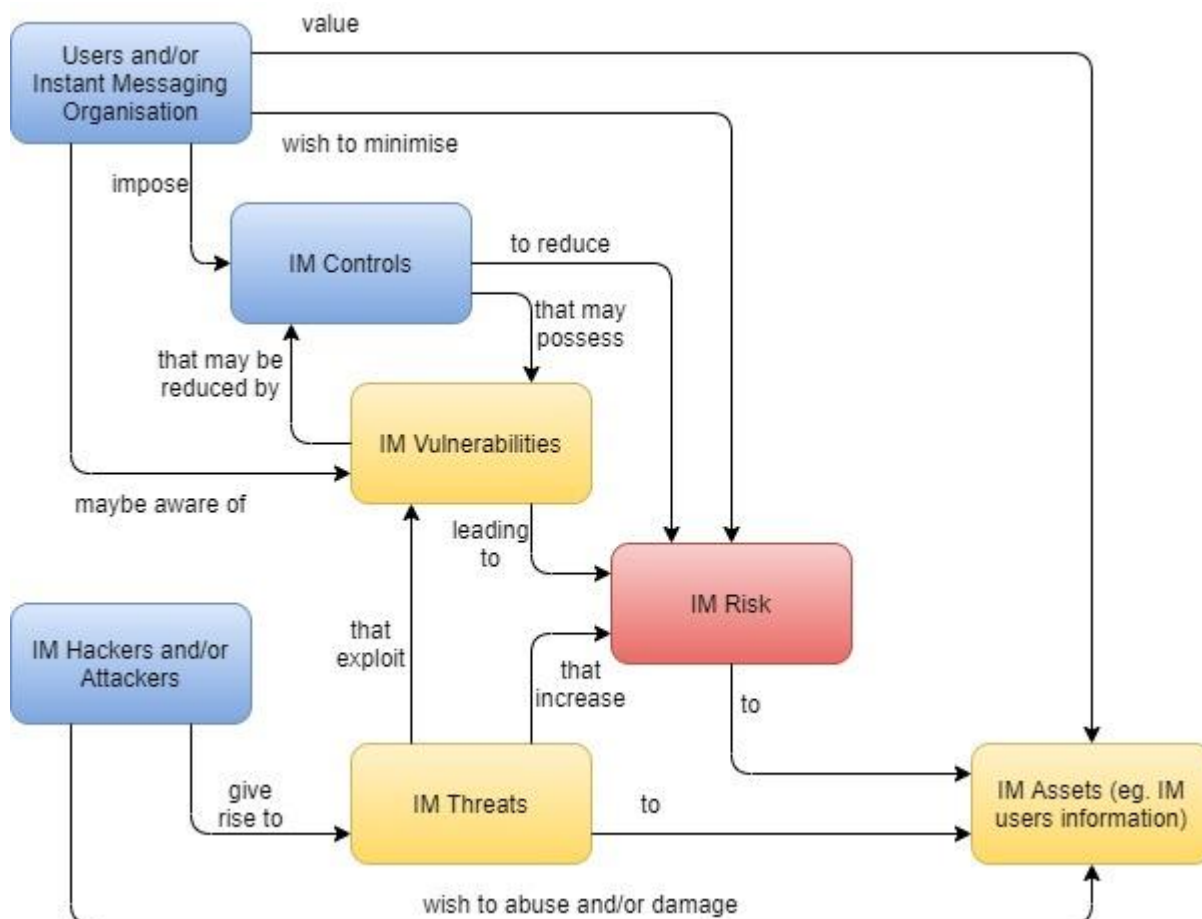 value
Users and/or
Instant Messaging
Organisation
wish to minimise
impose
IM Controls
to reduce
that may
possess
that may be
reduced by
IM Vulnerabilities
maybe aware of
leading
to
IM Risk
IM Hackers and/or
Attackers
that
exploit
that
increase
to
give
rise to
IM Threats
to
IM Assets (eg. IM
users information)
wish to abuse and/or damage